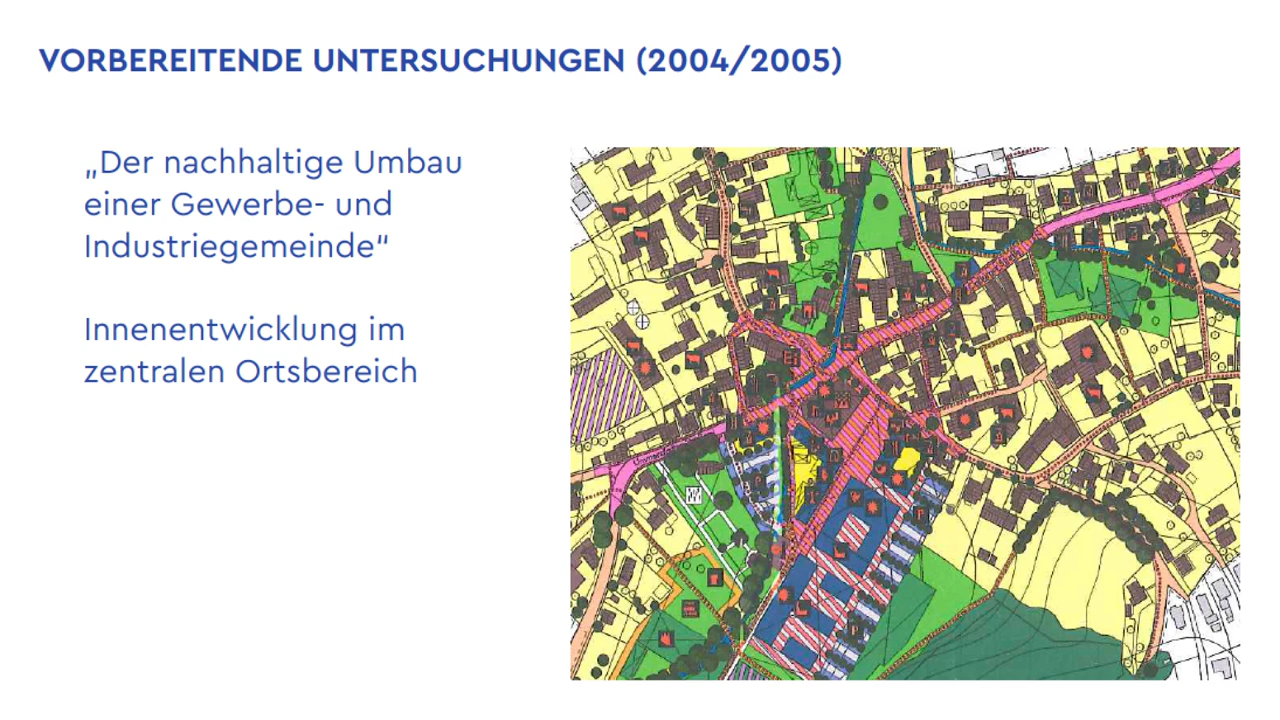 VORBEREITENDE UNTERSUCHUNGEN (2004/2005)
„Der nachhaltige Umbau
einer Gewerbe- und
Industriegemeinde“
Innenentwicklung im
zentralen Ortsbereich